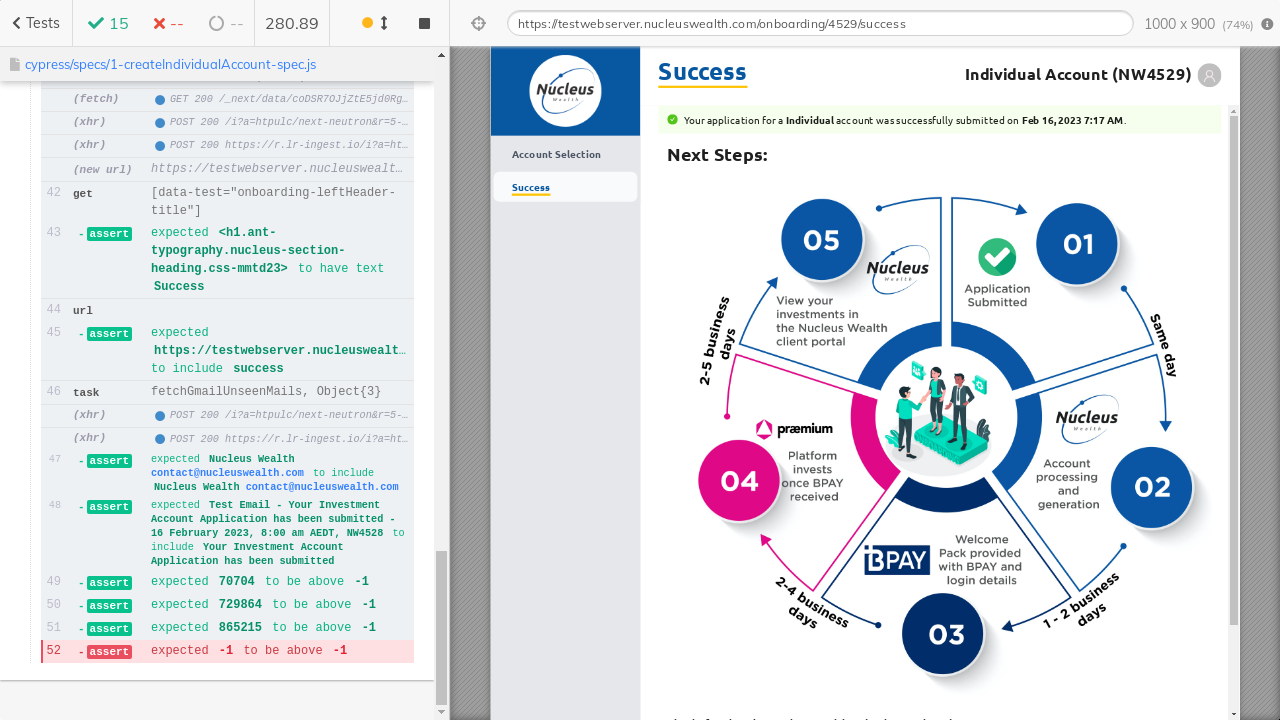 Tests
15
--
--
280.89
https://testwebserver.nucleuswealth.com/onboarding/4529/success
1000 x 900 (74%)
cypress/specs/1-createIndividualAccount-spec.js
(fetch) GET 200 /_next/data/coDSR7OJjZtE5jd0Rg…
(xhr) POST 200 /i?a=htpulc/next-neutron&r=5-…
(xhr) POST 200 https://r.lr-ingest.io/i?a=ht…
(new url) https://testwebserver.nucleuswealt…
42 get [data-test="onboarding-leftHeader-
title"]
43 -assert expected <h1.ant-
typography.nucleus-section-
heading.css-mmtd23> to have text
Success
44 url
45 -assert expected
https://testwebserver.nucleuswealt…
to include success
46 task fetchGmailUnseenMails, Object{3}
(xhr) POST 200 /i?a=htpulc/next-neutron&r=5-…
(xhr) POST 200 https://r.lr-ingest.io/i?a=ht…
47 -assert expected Nucleus Wealth
contact@nucleuswealth.com to include
Nucleus Wealth contact@nucleuswealth.com
48 -assert expected Test Email - Your Investment
Account Application has been submitted -
16 February 2023, 8:00 am AEDT, NW4528 to
include Your Investment Account
Application has been submitted
49 -assert expected 70704 to be above -1
50 -assert expected 729864 to be above -1
51 -assert expected 865215 to be above -1
52 -assert expected -1 to be above -1
Nucleus
Wealth
Account Selection
Success
Success
Individual Account (NW4529)
Your application for a Individual account was successfully submitted on Feb 16, 2023 7:17 AM.
Next Steps:
01
Application
Submitted
Same day
Nucleus
Wealth
02
Account
processing
and
generation
1 - 2 business
days
03
BPAY
Welcome
Pack provided
with BPAY and
login details
2-4 business
days
04
præmium
Platform
invests
once BPAY
received
2-5 business
days
05
Nucleus
Wealth
View your
investments in
the Nucleus Wealth
client portal